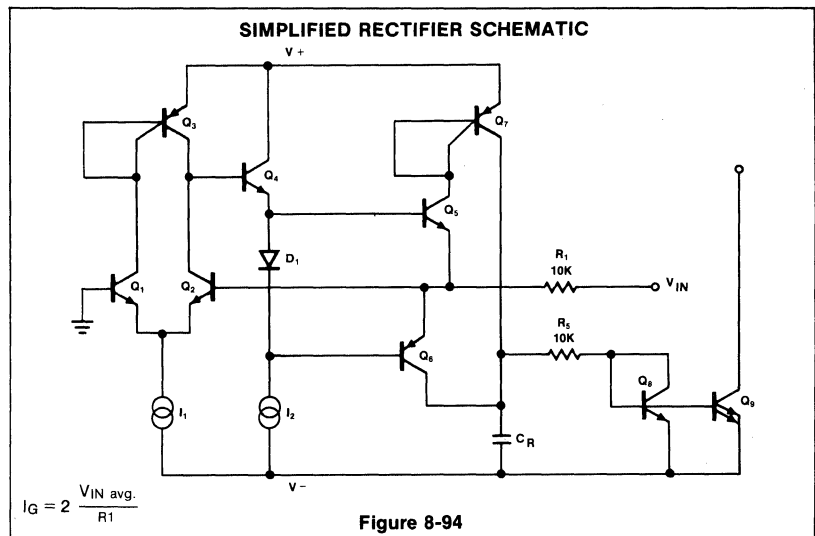 SIMPLIFIED RECTIFIER SCHEMATIC
V+
Q3
Q7
Q4
Q5
D1
R1
10K
VIN
Q1
Q2
R5
10K
Q6
Q8
Q9
I1
I2
CR
V-
IG = 2 VIN avg. / R1
Figure 8-94